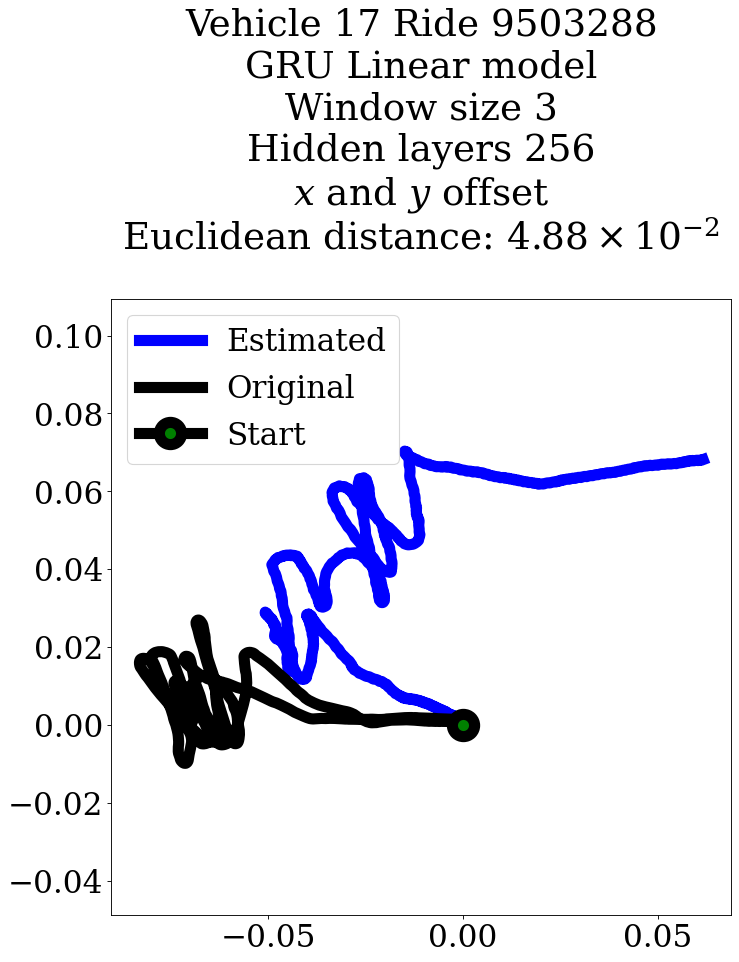 Vehicle 17 Ride 9503288
GRU Linear model
Window size 3
Hidden layers 256
x and y offset
Euclidean distance: 4.88 × 10⁻²
Estimated
Original
Start
0.10
0.08
0.06
0.04
0.02
0.00
−0.02
−0.04
−0.05 0.00 0.05